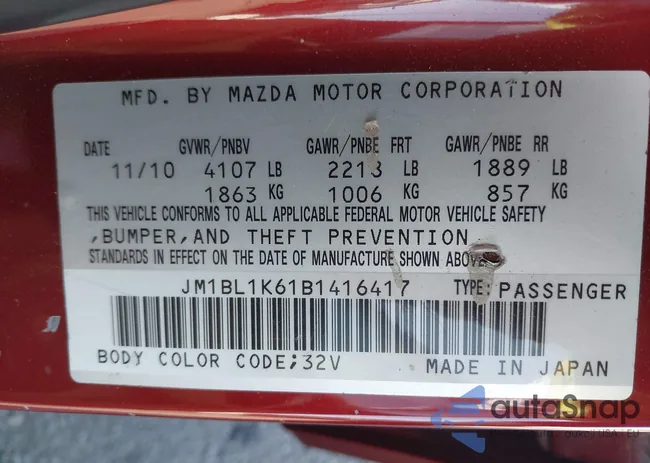 MFD. BY MAZDA MOTOR CORPORATION
DATE GVWR/PNBV GAWR/PNBE FRT GAWR/PNBE RR
11/10 4107 LB 2218 LB 1889 LB
1863 KG 1006 KG 857 KG
THIS VEHICLE CONFORMS TO ALL APPLICABLE FEDERAL MOTOR VEHICLE SAFETY
,BUMPER,AND THEFT PREVENTION
STANDARDS IN EFFECT ON THE DATE OF MANUFACTURE SHOWN ABOVE
JM1BL1K61B1416417 TYPE: PASSENGER
BODY COLOR CODE;32V MADE IN JAPAN
autoSnap